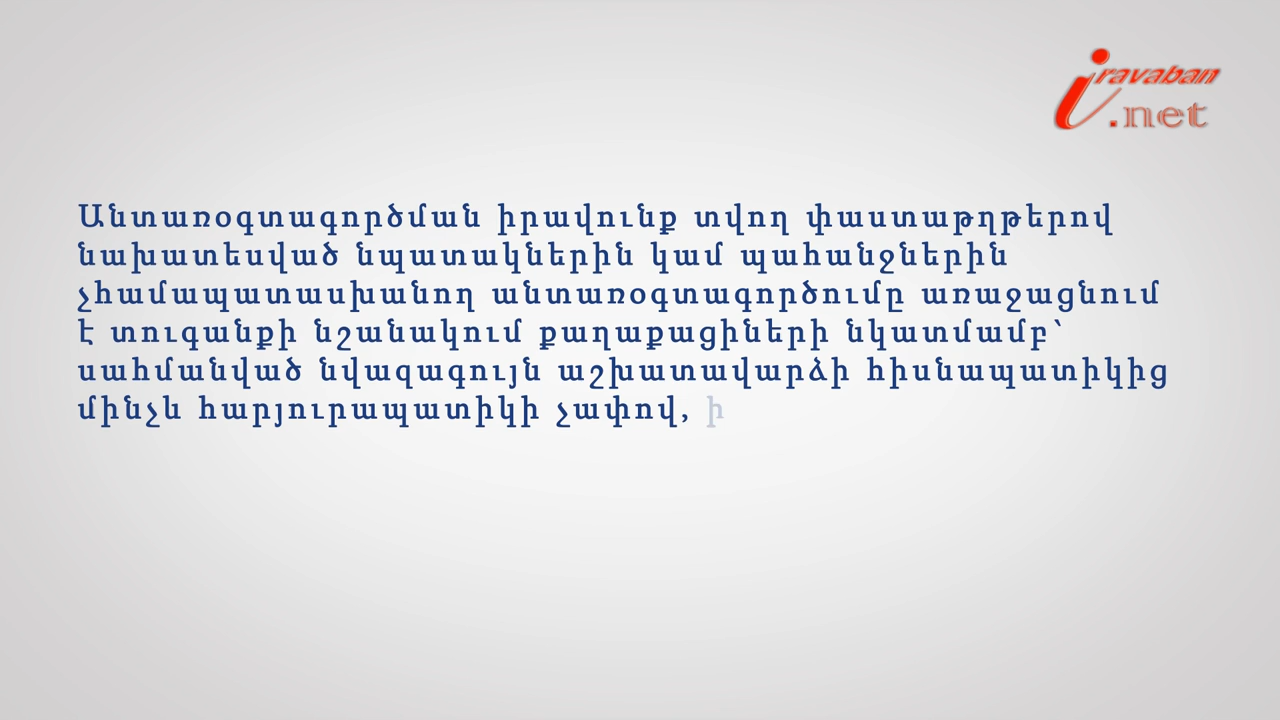 iravaban
.net
Անտառօգտագործման իրավունք տվող փաստաթղթերով
նախատեսված նպատակներին կամ պահանջներին
չհամապատասխանող անտառօգտագործումը առաջացնում
է տուգանքի նշանակում քաղաքացիների նկատմամբ՝
սահմանված նվազագույն աշխատավարձի հիսնապատիկից
մինչև հարյուրապատիկի չափով, ի